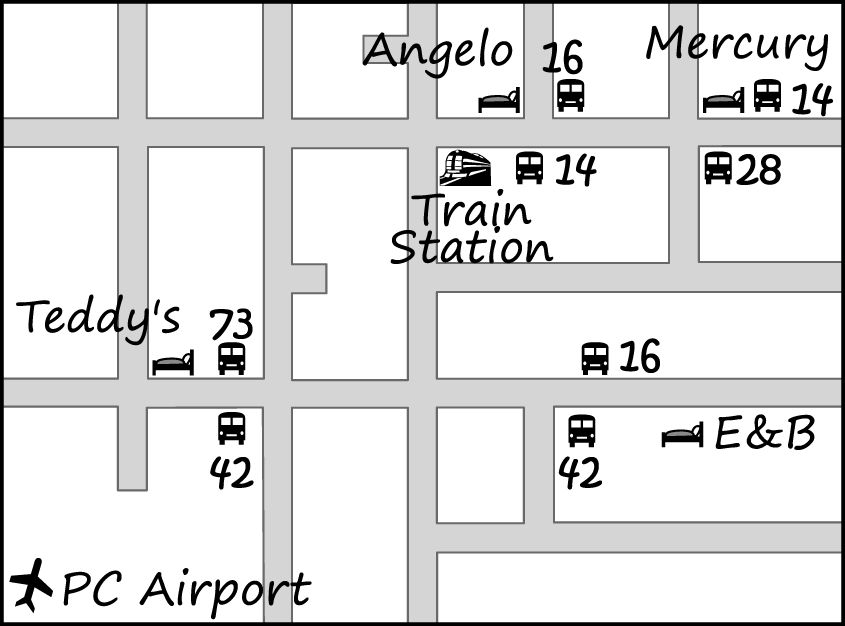 Angelo
16
Mercury
14
14
28
Train
Station
Teddy's
73
16
42
42
E&B
PC Airport